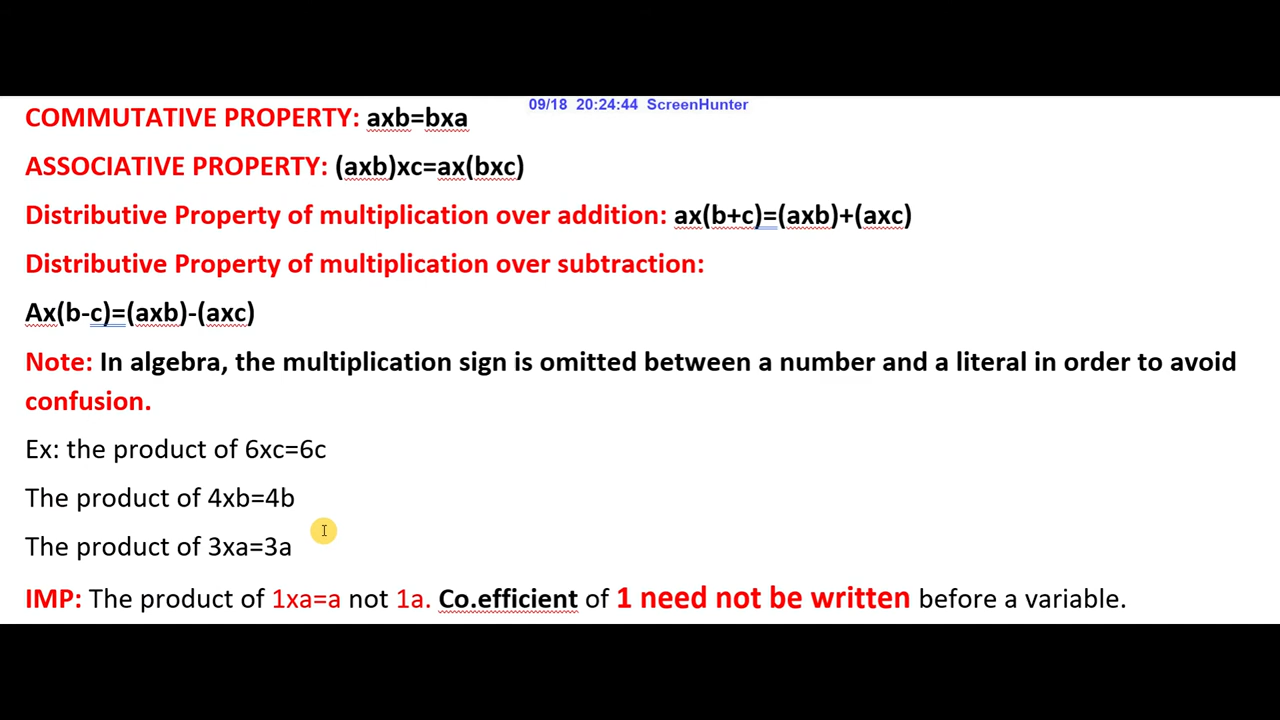 09/18 20:24:44 ScreenHunter
COMMUTATIVE PROPERTY: axb=bxa
ASSOCIATIVE PROPERTY: (axb)xc=ax(bxc)
Distributive Property of multiplication over addition: ax(b+c)=(axb)+(axc)
Distributive Property of multiplication over subtraction:
Ax(b-c)=(axb)-(axc)
Note: In algebra, the multiplication sign is omitted between a number and a literal in order to avoid
confusion.
Ex: the product of 6xc=6c
The product of 4xb=4b
The product of 3xa=3a
IMP: The product of 1xa=a not 1a. Co.efficient of 1 need not be written before a variable.